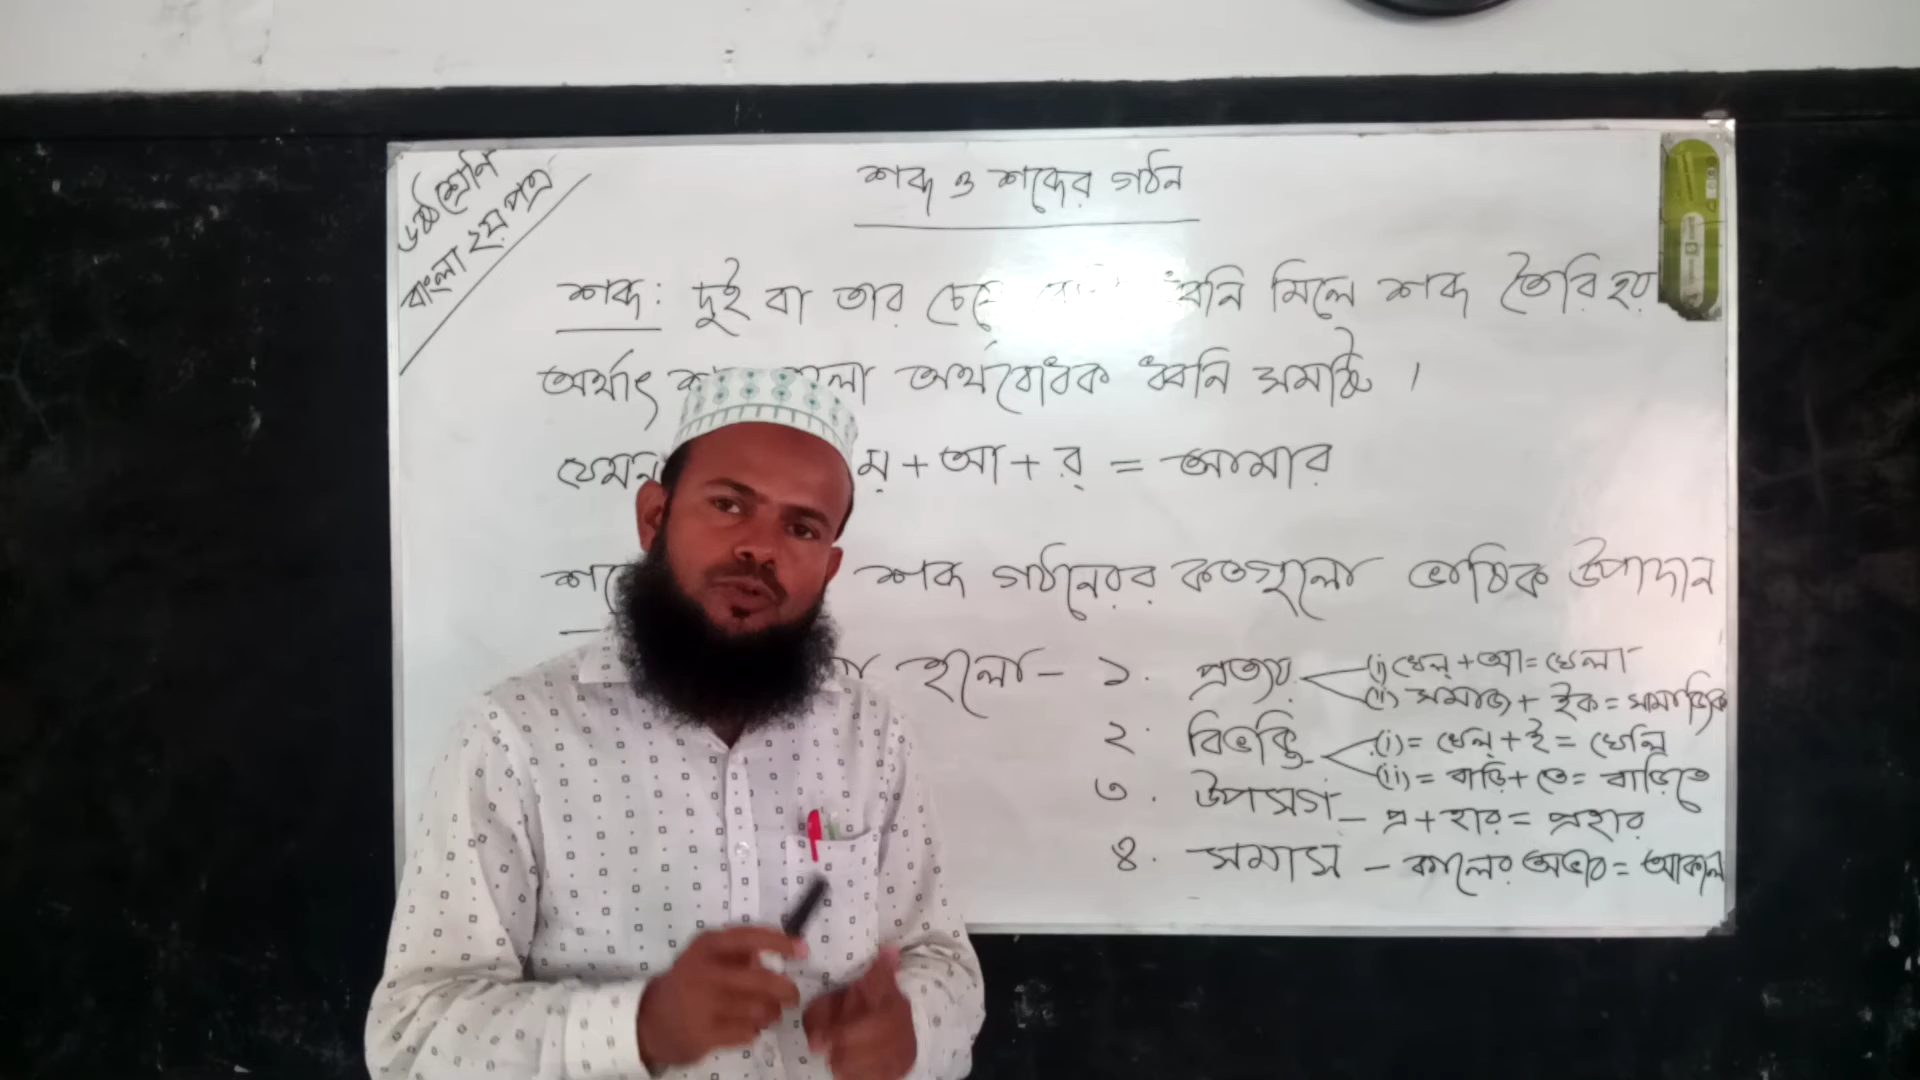 ৬ষ্ঠ শ্রেণি
বাংলা ২য় পত্র
শব্দ ও শব্দের গঠন
শব্দ : দুই বা তার চেয়ে ধ্বনি মিলে শব্দ তৈরি হয়
অর্থাৎ অর্থবোধক ধ্বনি সমষ্টি ।
যেমন ম্ + আ + র্ = আমার
শব্দ গঠনের কতগুলো ভাষিক উপাদান
হলো - ১. প্রত্যয় (i) খেল্ + আ = খেলা
(ii) সমাজ + ইক = সামাজিক
২. বিভক্তি (i) = খেল্ + ই = খেলি
(ii) = বাড়ি + তে = বাড়িতে
৩. উপসর্গ - প্র + হার = প্রহার
৪. সমাস - কালের অভাব = আকাল